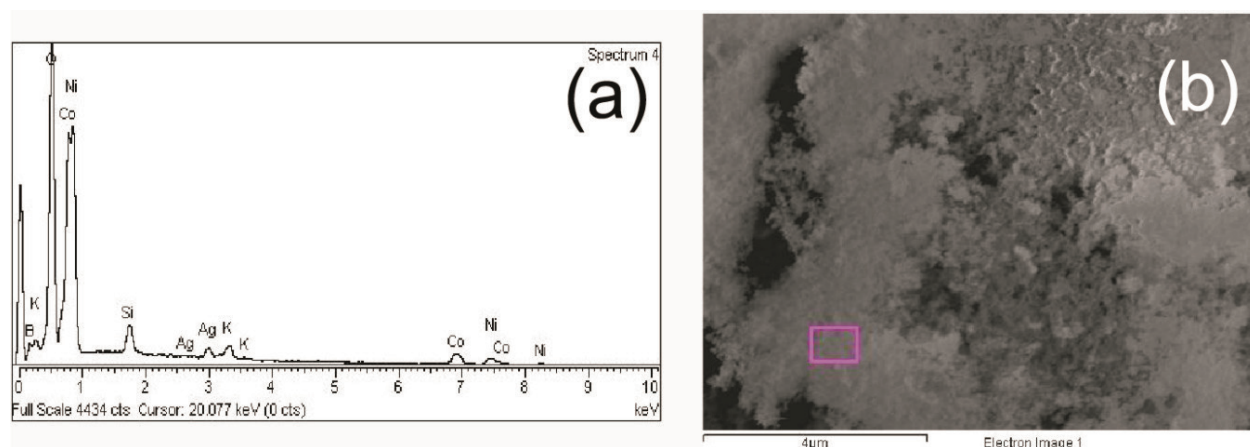 Spectrum 4
(a)
O
Ni
Co
K
B
Si
Ag
Ag
K
K
Co
Ni
Co
Ni
0 1 2 3 4 5 6 7 8 9 10
Full Scale 4434 cts Cursor: 20.077 keV (0 cts) keV
(b)
4µm Electron Image 1